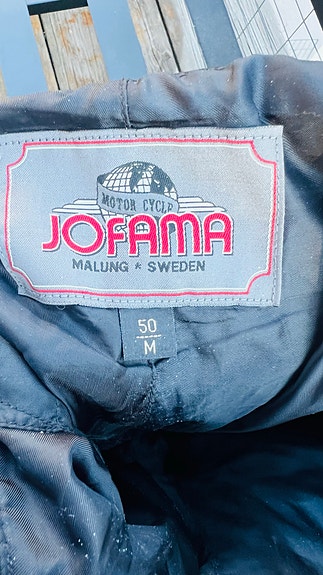 MOTOR CYCLE
JOFAMA
MALUNG * SWEDEN
50
M